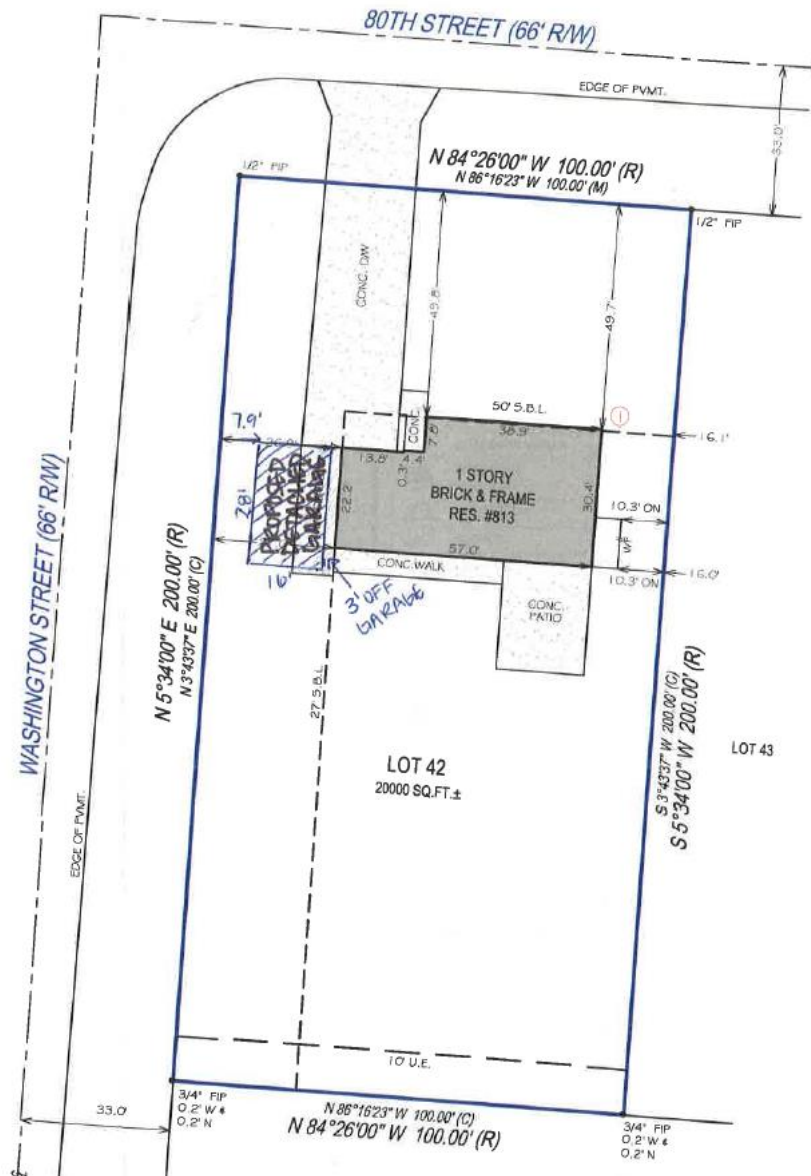 80TH STREET (66' R/W)
EDGE OF PVMT.
33.0'
N 84°26'00" W 100.00' (R)
N 86°16'23" W 100.00' (M)
1/2" FIP
1/2" FIP
CONC. D/W
49.8'
49.7'
7.9'
50' S.B.L.
1
38.9'
16.1'
CONC.
7.8'
13.8'
4.4'
0.3'
1 STORY
BRICK & FRAME
RES. #813
22.2'
30.4'
28'
PROPOSED
DETACHED
GARAGE
10.3' ON
WF
10.3' ON
16.0'
57.0'
CONC. WALK
16'
3' OFF
GARAGE
CONC.
PATIO
WASHINGTON STREET (66' R/W)
N 5°34'00" E 200.00' (R)
N 3°43'37" E 200.00' (C)
27' S.B.L.
S 3°43'37" W 200.00' (C)
S 5°34'00" W 200.00' (R)
LOT 42
20000 SQ.FT.±
LOT 43
EDGE OF PVMT.
10' U.E.
33.0'
3/4" FIP
0.2' W &
0.2' N
N 86°16'23" W 100.00' (C)
N 84°26'00" W 100.00' (R)
3/4" FIP
0.2' W &
0.2' N